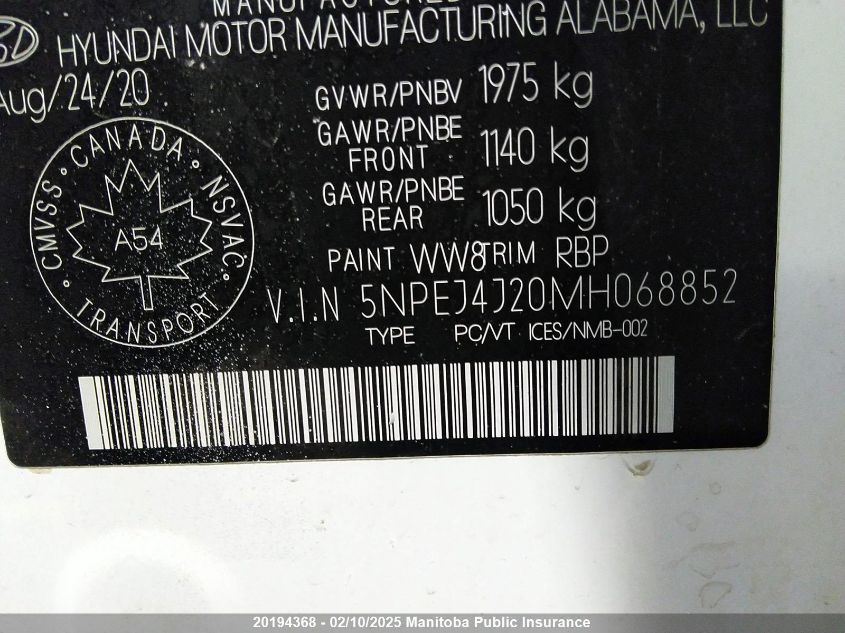 MANUFACTURED
HYUNDAI MOTOR MANUFACTURING ALABAMA, LLC
Aug/24/20
GVWR/PNBV 1975 kg
GAWR/PNBE FRONT 1140 kg
GAWR/PNBE REAR 1050 kg
CANADA
CMVSS
NSVAC
A54
TRANSPORT
PAINT WW8 TRIM RBP
V.I.N 5NPEJ4J20MH068852
TYPE PC/VT ICES/NMB-002
20194368 - 02/10/2025 Manitoba Public Insurance